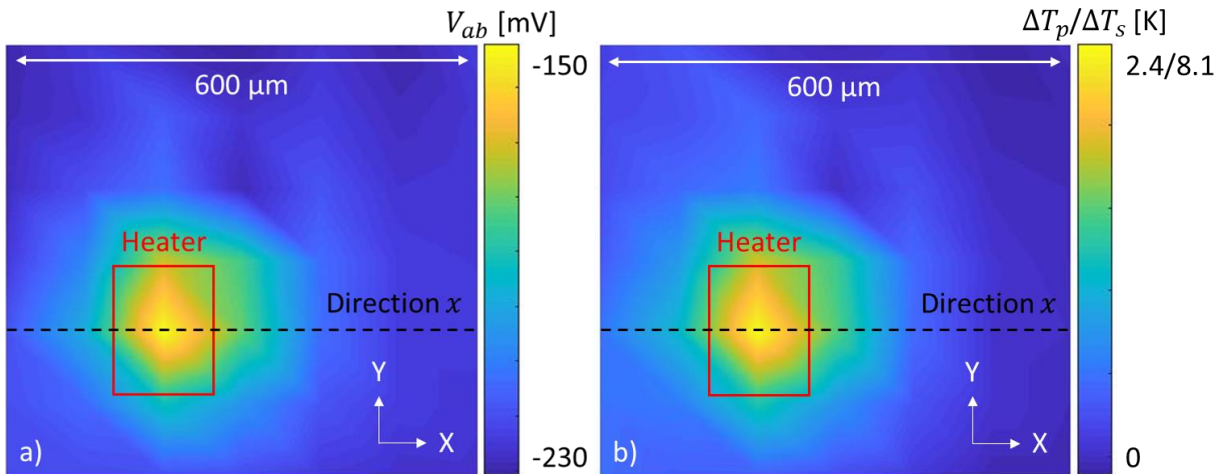 V_ab [mV]
-150
600 µm
Heater
Direction x
Y
X
a)
-230
ΔT_p/ΔT_s [K]
2.4/8.1
600 µm
Heater
Direction x
Y
X
b)
0